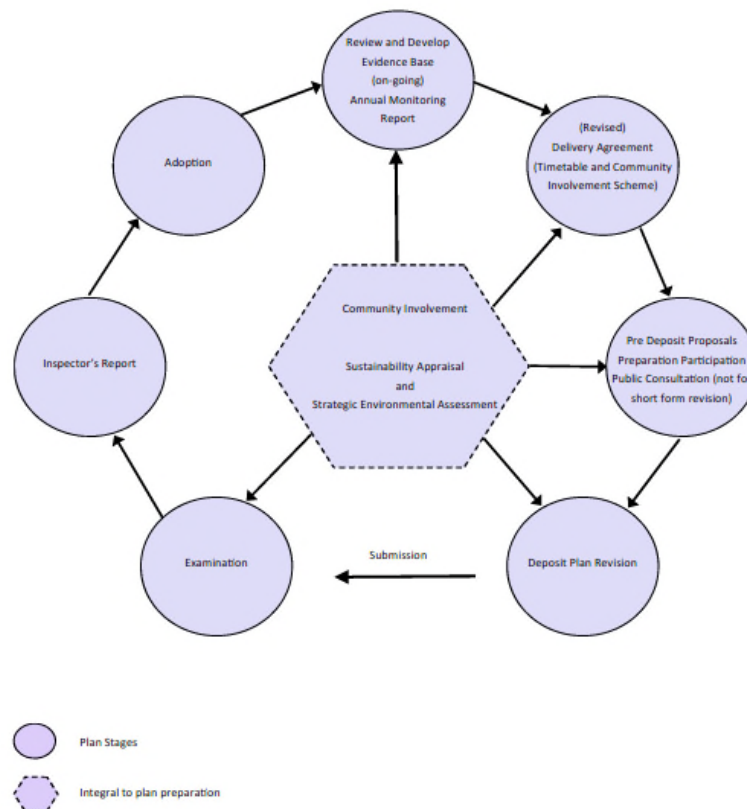 Review and Develop
Evidence Base
(on-going)
Annual Monitoring
Report
(Revised)
Delivery Agreement
(Timetable and Community
Involvement Scheme)
Adoption
Community Involvement
Sustainability Appraisal
and
Strategic Environmental Assessment
Pre Deposit Proposals
Preparation Participation
Public Consultation (not fo
short form revision)
Inspector's Report
Examination
Submission
Deposit Plan Revision
Plan Stages
Integral to plan preparation